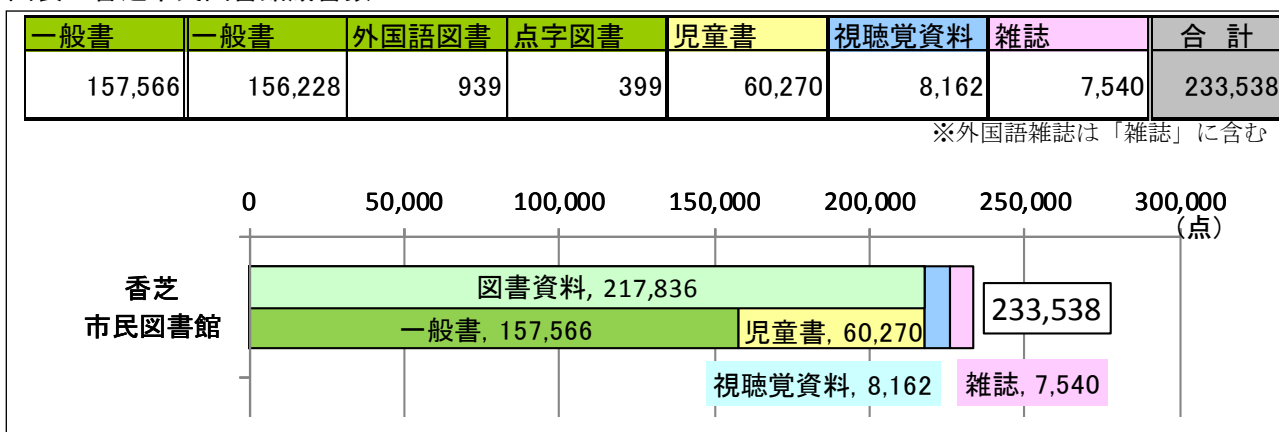 一般書 一般書 外国語図書 点字図書 児童書 視聴覚資料 雑誌 合 計
157,566 156,228 939 399 60,270 8,162 7,540 233,538
※外国語雑誌は「雑誌」に含む
0 50,000 100,000 150,000 200,000 250,000 300,000
(点)
香芝
市民図書館
図書資料, 217,836
一般書, 157,566 児童書, 60,270
233,538
視聴覚資料, 8,162 雑誌, 7,540